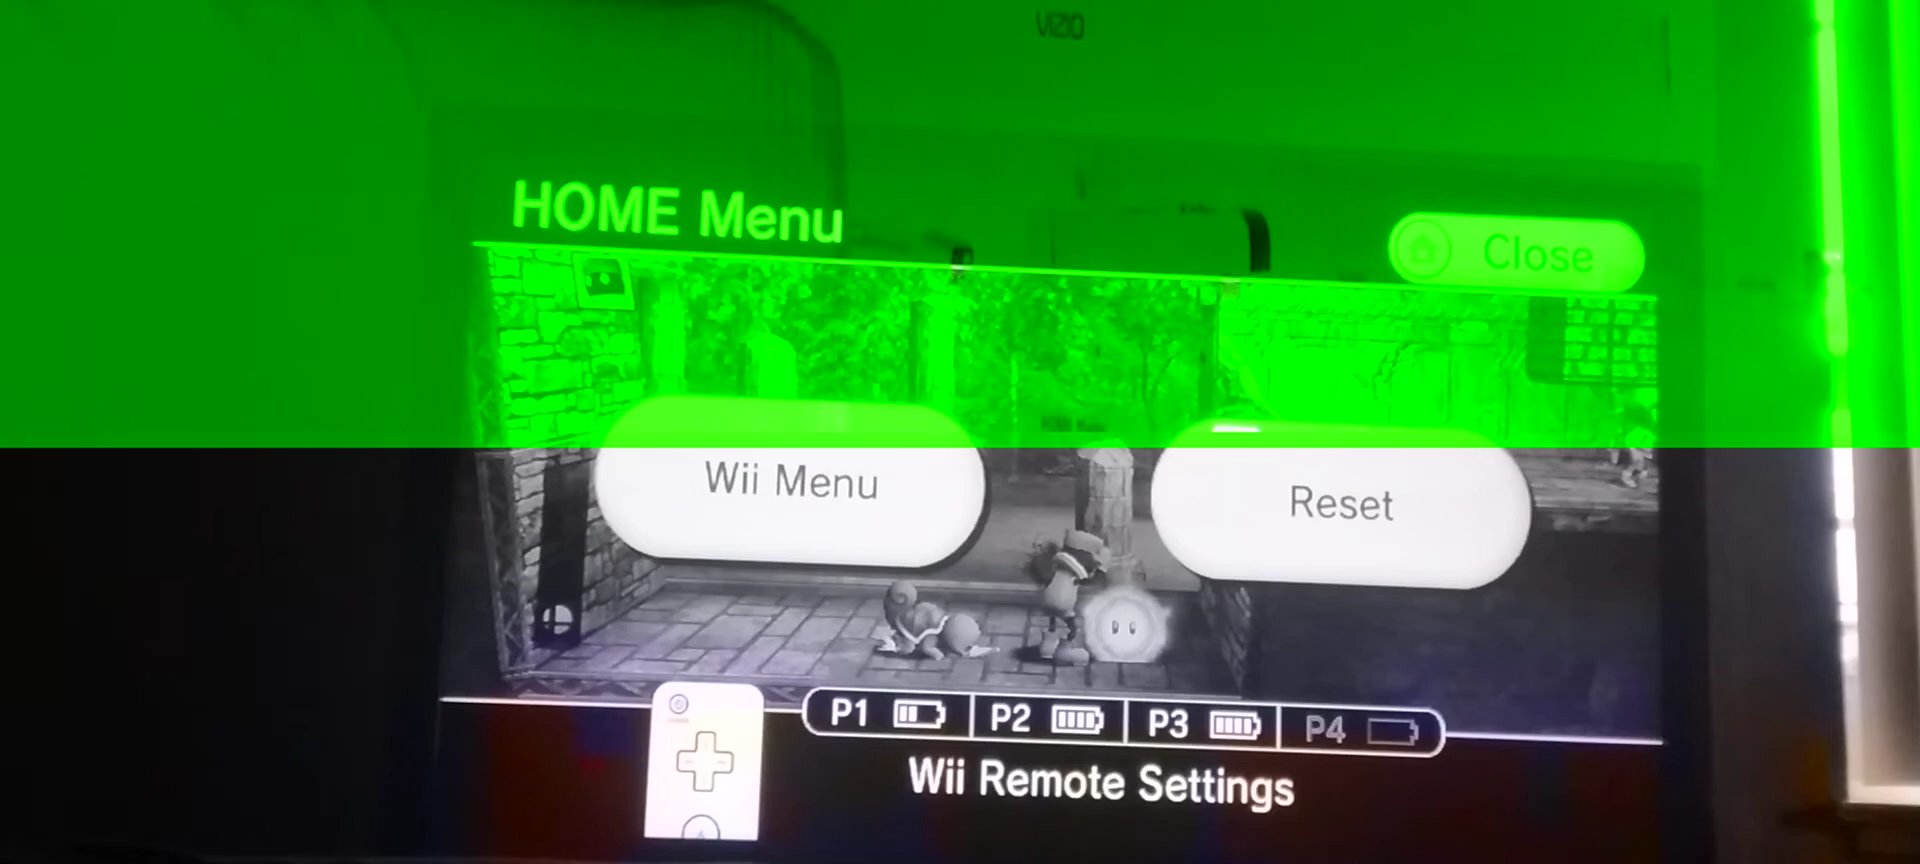 VIZIO
HOME Menu
Close
Wii Menu
Reset
P1 P2 P3 P4
Wii Remote Settings